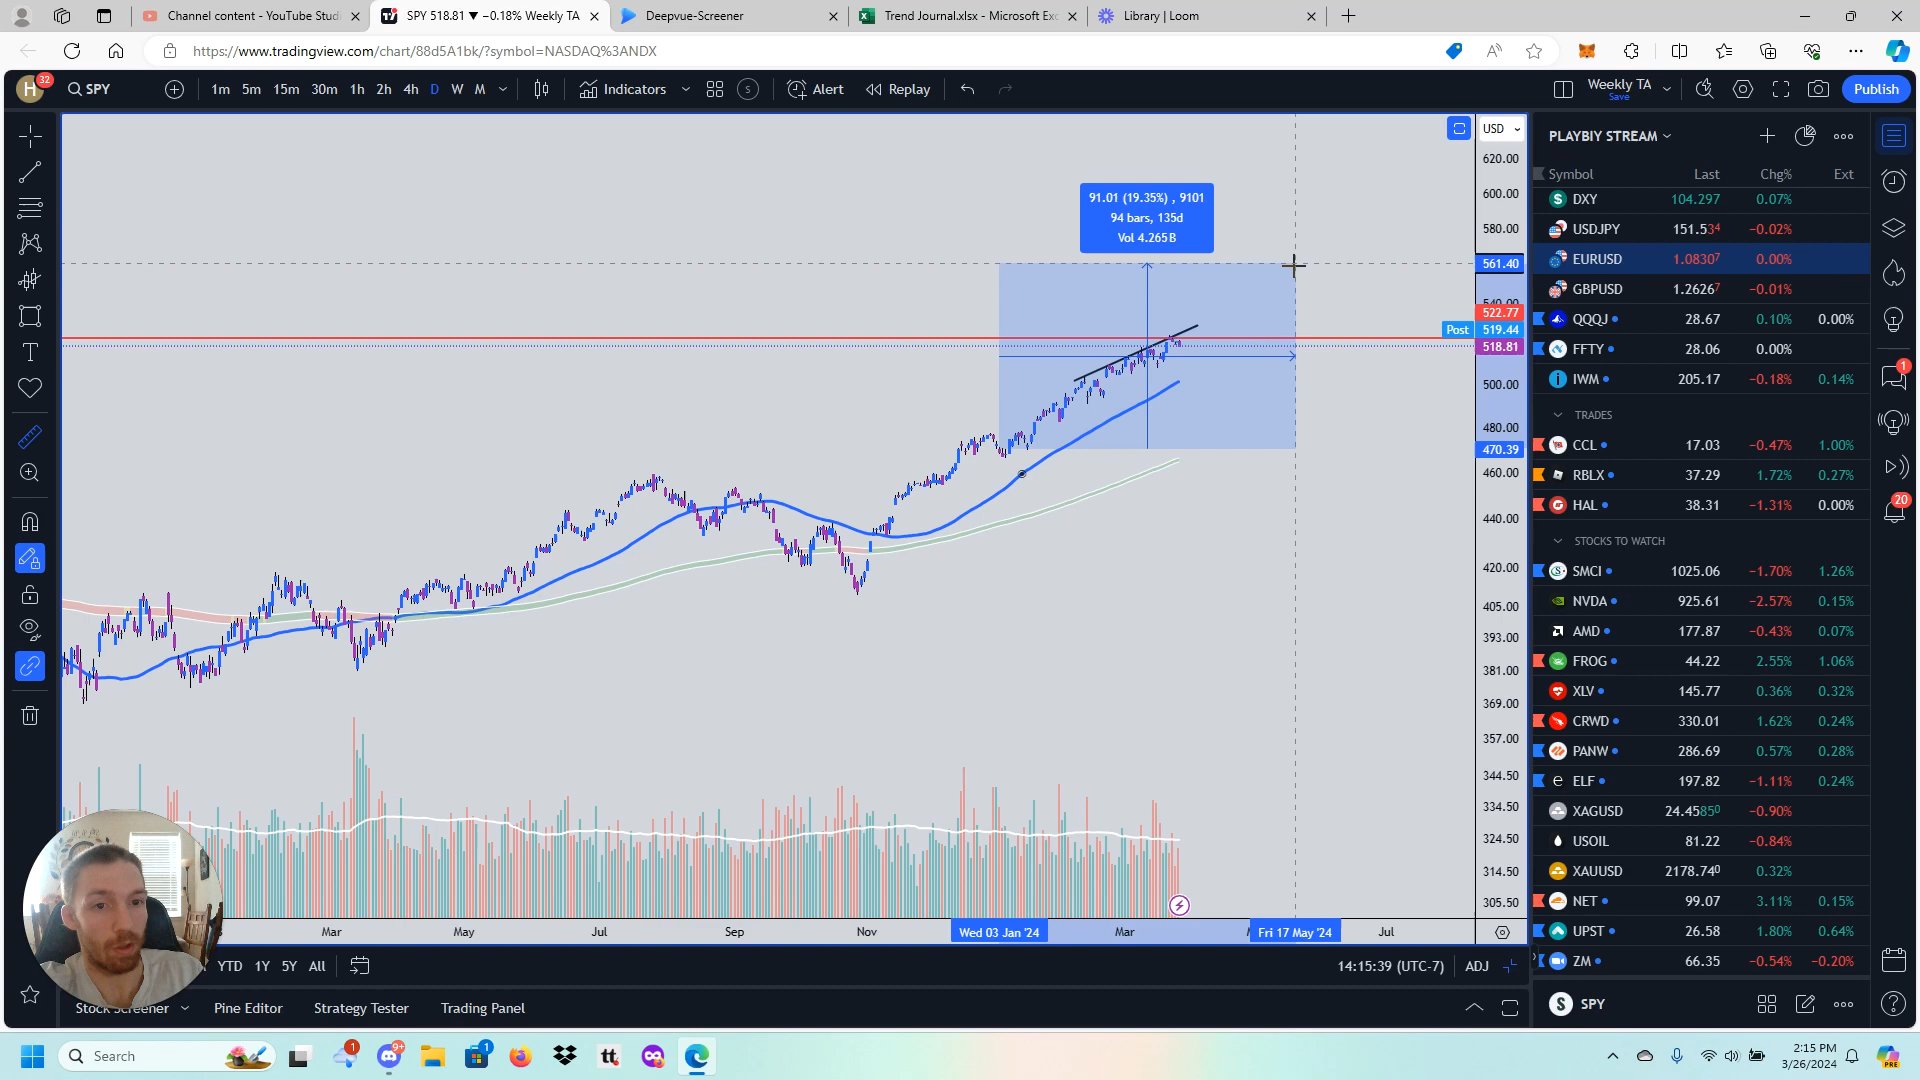 Channel content - YouTube Studi
SPY 518.81 ▼ −0.18% Weekly TA
Deepvue-Screener
Trend Journal.xlsx - Microsoft Exc
Library | Loom
https://www.tradingview.com/chart/88d5A1bk/?symbol=NASDAQ%3ANDX
H
32
SPY
1m 5m 15m 30m 1h 2h 4h D W M
Indicators
S
Alert
Replay
Weekly TA
Save
Publish
USD
620.00
600.00
580.00
561.40
540.00
522.77
Post 519.44
518.81
500.00
480.00
470.39
460.00
440.00
420.00
405.00
393.00
381.00
369.00
357.00
344.50
334.50
324.50
314.50
305.50
91.01 (19.35%) , 9101
94 bars, 135d
Vol 4.265B
Mar May Jul Sep Nov Wed 03 Jan '24 Mar Fri 17 May '24 Jul
YTD 1Y 5Y All
14:15:39 (UTC-7) ADJ
Stock Screener Pine Editor Strategy Tester Trading Panel
PLAYBIY STREAM
Symbol Last Chg% Ext
DXY 104.297 0.07%
USDJPY 151.534 −0.02%
EURUSD 1.08307 0.00%
GBPUSD 1.26267 −0.01%
QQQJ 28.67 0.10% 0.00%
FFTY 28.06 0.00%
IWM 205.17 −0.18% 0.14%
TRADES
CCL 17.03 −0.47% 1.00%
RBLX 37.29 1.72% 0.27%
HAL 38.31 −1.31% 0.00%
STOCKS TO WATCH
SMCI 1025.06 −1.70% 1.26%
NVDA 925.61 −2.57% 0.15%
AMD 177.87 −0.43% 0.07%
FROG 44.22 2.55% 1.06%
XLV 145.77 0.36% 0.32%
CRWD 330.01 1.62% 0.24%
PANW 286.69 0.57% 0.28%
ELF 197.82 −1.11% 0.24%
XAGUSD 24.45850 −0.90%
USOIL 81.22 −0.84%
XAUUSD 2178.740 0.32%
NET 99.07 3.11% 0.15%
UPST 26.58 1.80% 0.64%
ZM 66.35 −0.54% −0.20%
S SPY
1
20
Search
1
9+
1
tt
2:15 PM
3/26/2024
PRE